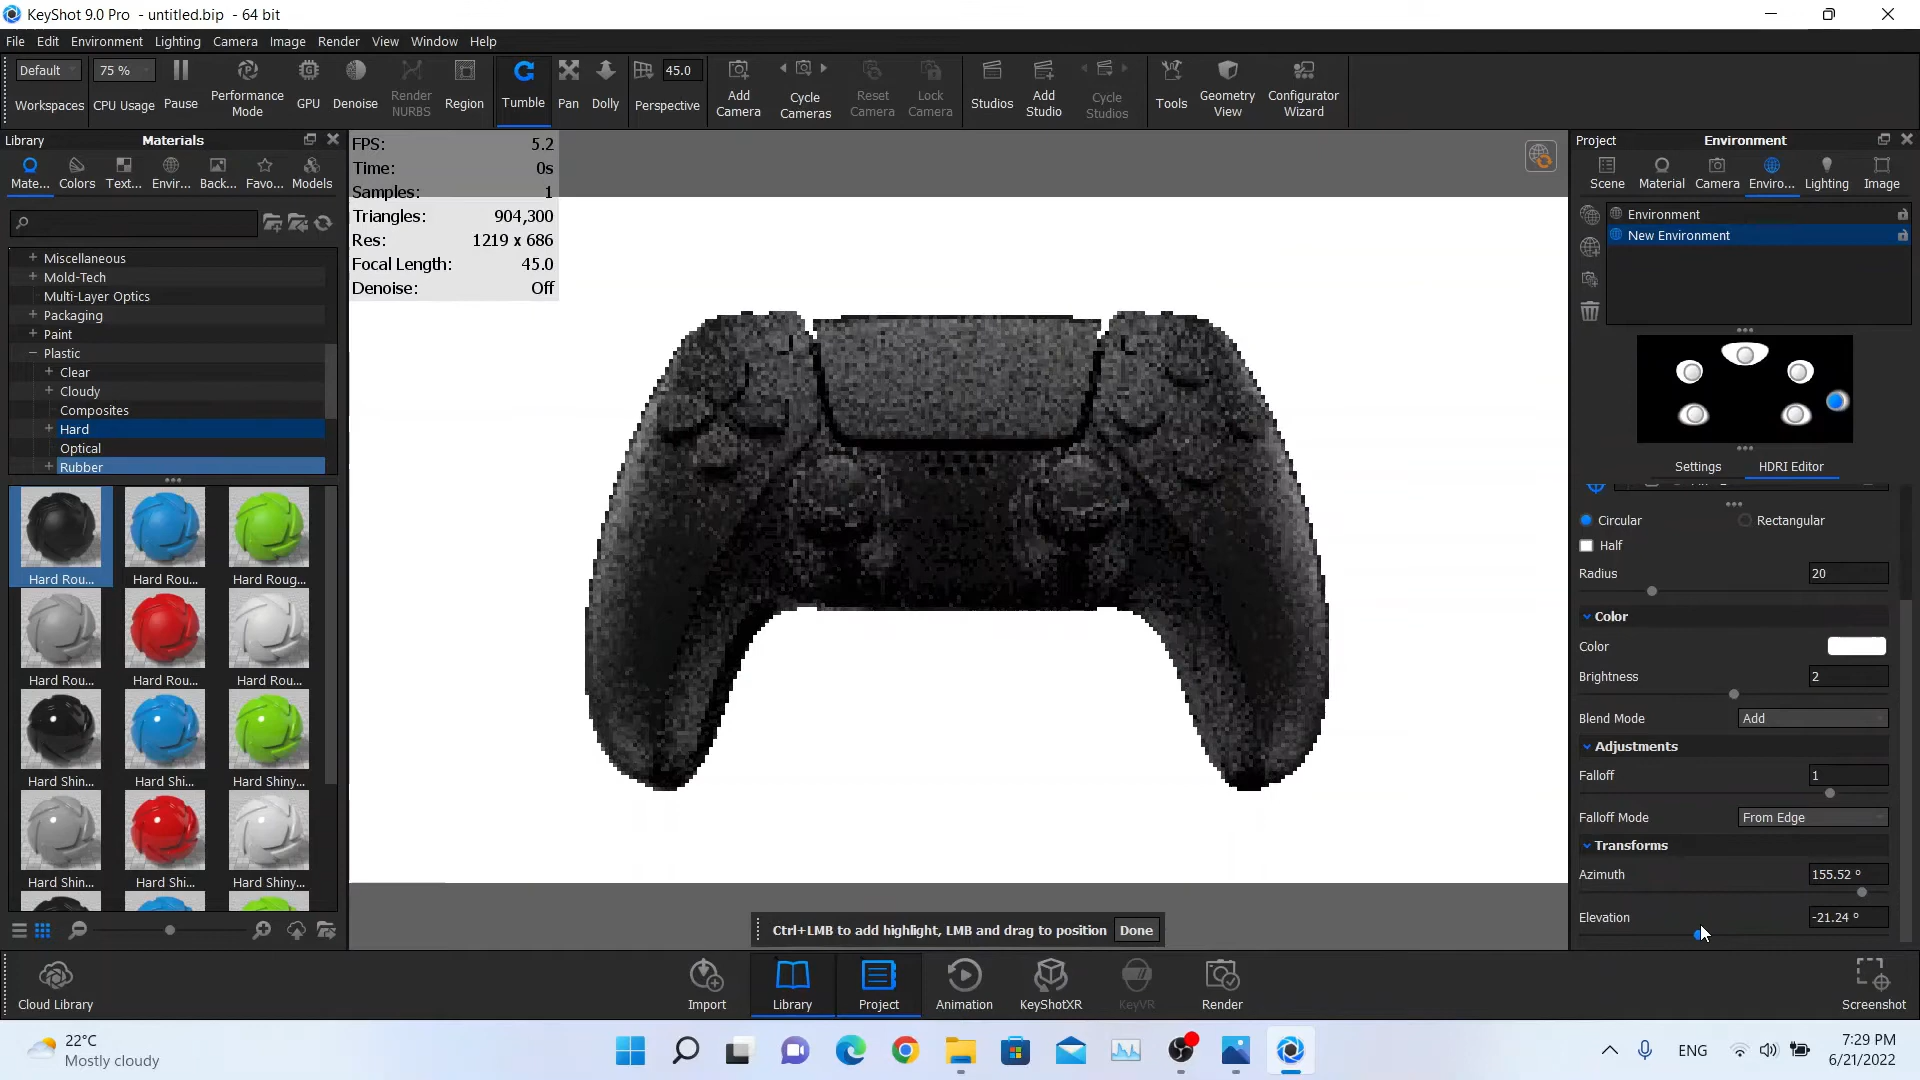 KeyShot 9.0 Pro - untitled.bip - 64 bit
File Edit Environment Lighting Camera Image Render View Window Help
Default 75 % 45.0
Workspaces CPU Usage Pause Performance Mode GPU Denoise Render NURBS Region Tumble Pan Dolly Perspective Add Camera Cycle Cameras Reset Camera Lock Camera Studios Add Studio Cycle Studios Tools Geometry View Configurator Wizard
Library Materials
Mate... Colors Text... Envir... Back... Favo... Models
Miscellaneous
Mold-Tech
Multi-Layer Optics
Packaging
Paint
Plastic
Clear
Cloudy
Composites
Hard
Optical
Rubber
Hard Rou... Hard Rou... Hard Roug...
Hard Rou... Hard Rou... Hard Rou...
Hard Shin... Hard Shi... Hard Shiny...
Hard Shin... Hard Shi... Hard Shiny...
FPS: 5.2
Time: 0s
Samples: 1
Triangles: 904,300
Res: 1219 x 686
Focal Length: 45.0
Denoise: Off
Ctrl+LMB to add highlight, LMB and drag to position Done
Project Environment
Scene Material Camera Enviro... Lighting Image
Environment
New Environment
Settings HDRI Editor
Circular Rectangular
Half
Radius 20
Color
Color
Brightness 2
Blend Mode Add
Adjustments
Falloff 1
Falloff Mode From Edge
Transforms
Azimuth 155.52 °
Elevation -21.24 °
Cloud Library Import Library Project Animation KeyShotXR KeyVR Render Screenshot
22°C
Mostly cloudy
ENG
7:29 PM
6/21/2022